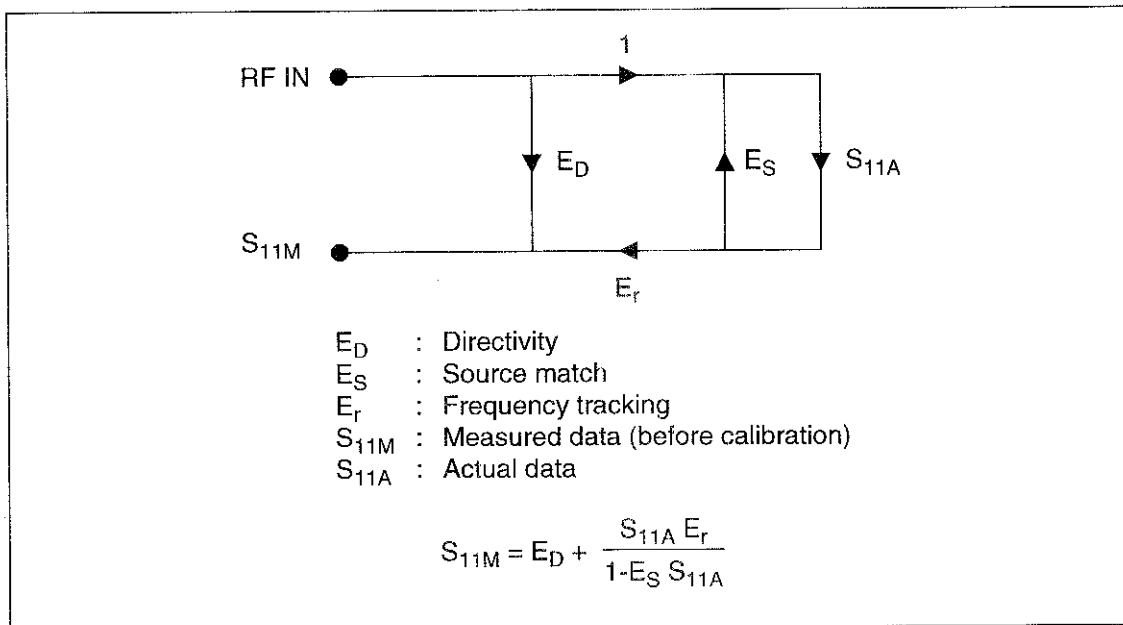 1
RF IN
E_D
E_S
S_11A
S_11M
E_r
E_D : Directivity
E_S : Source match
E_r : Frequency tracking
S_11M : Measured data (before calibration)
S_11A : Actual data
S_11M = E_D + S_11A E_r / 1-E_S S_11A